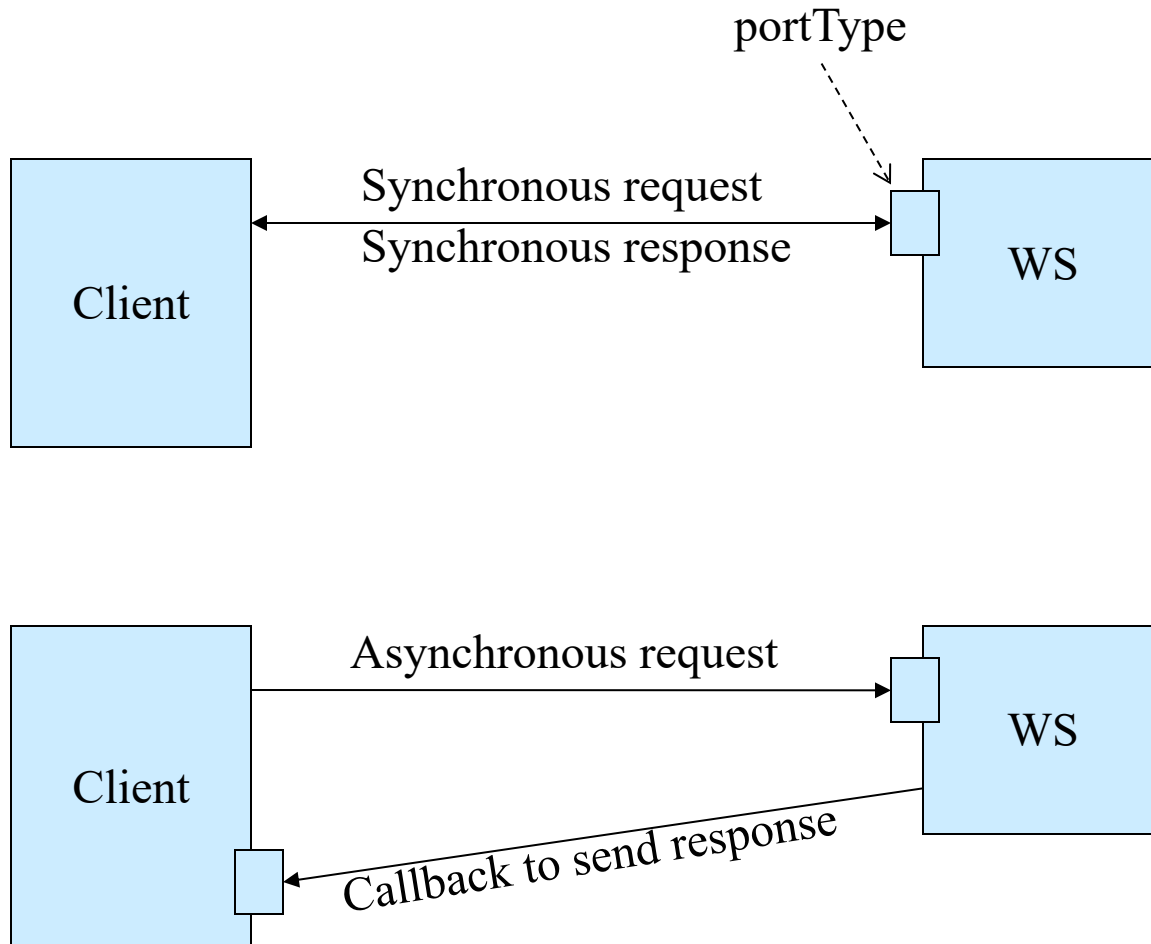 portType
Synchronous request
Synchronous response
WS
Client
Asynchronous request
WS
Client
Callback to send response